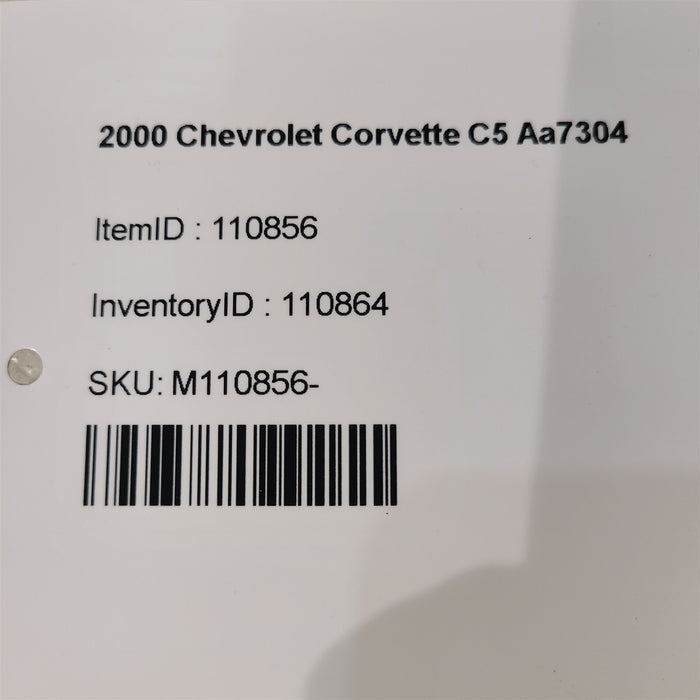 2000 Chevrolet Corvette C5 Aa7304
ItemID : 110856
InventoryID : 110864
SKU: M110856-